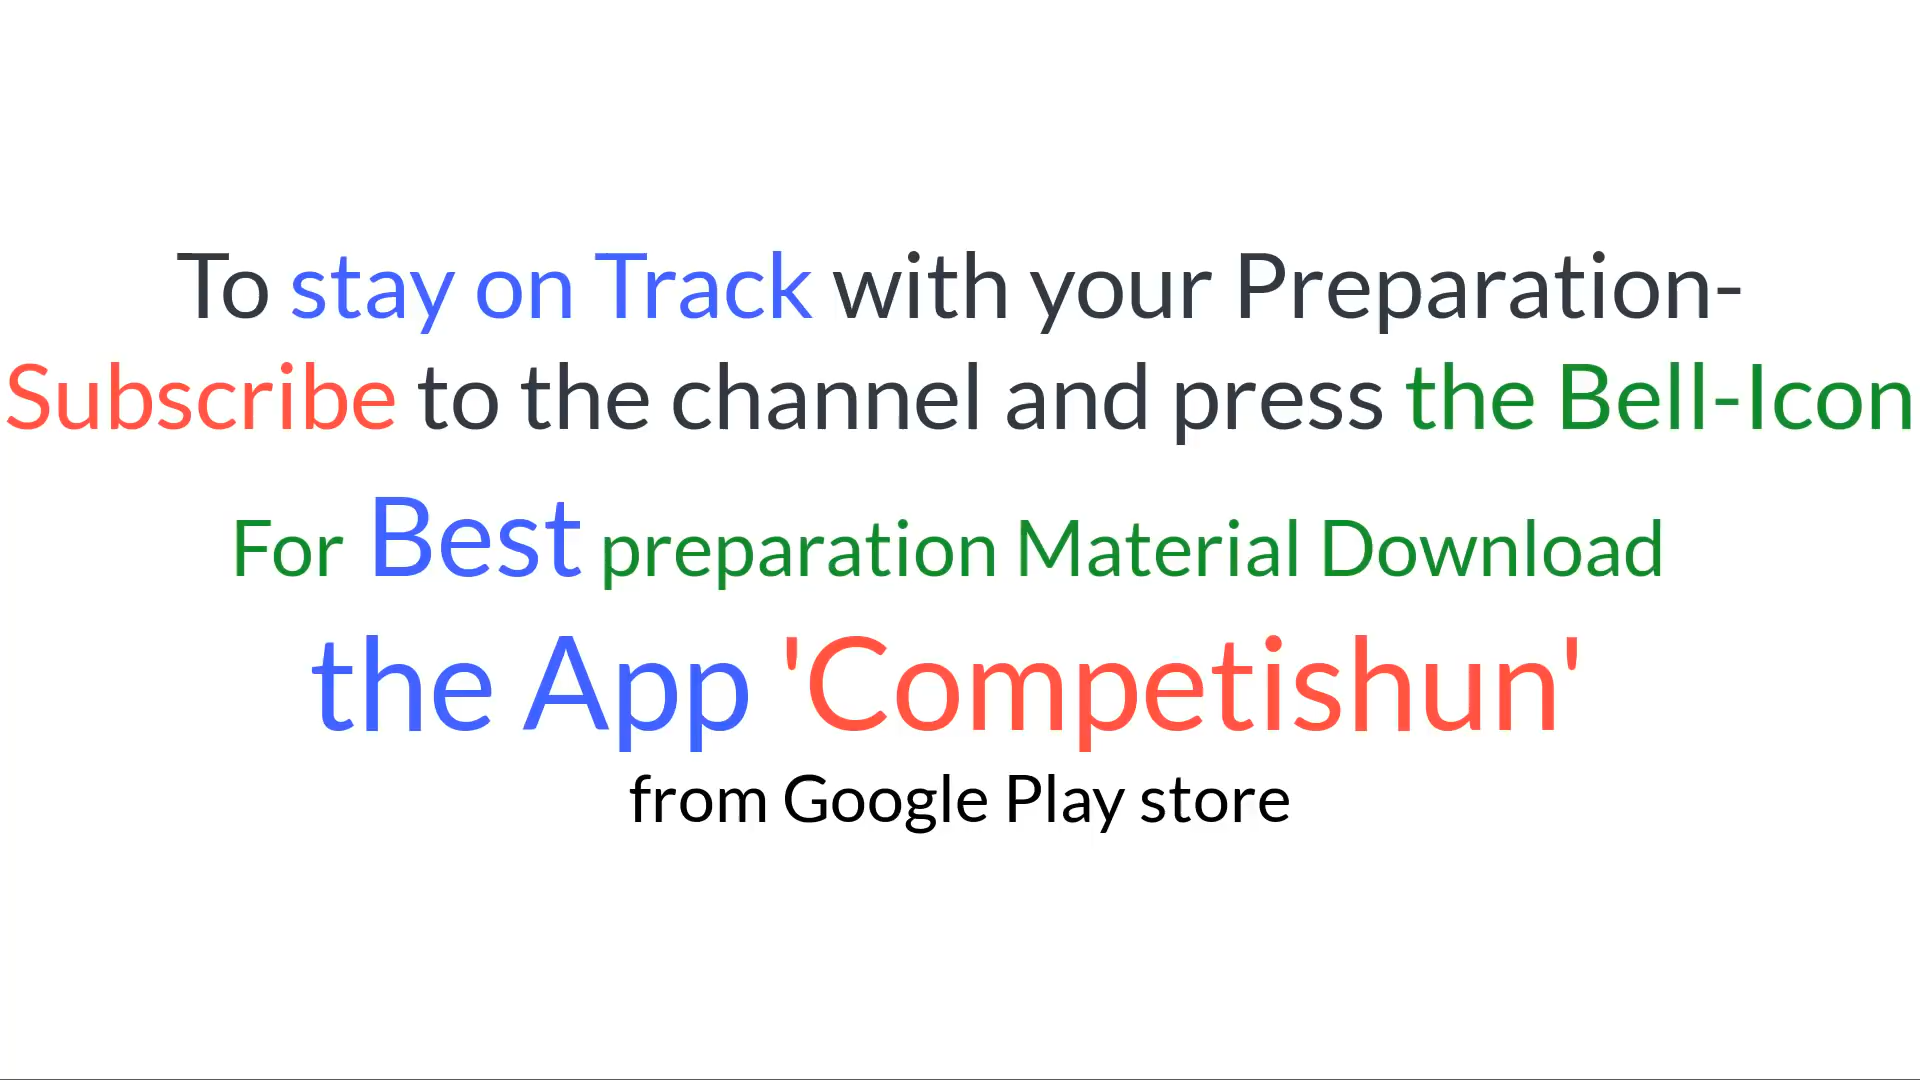 To stay on Track with your Preparation-
Subscribe to the channel and press the Bell-Icon
For Best preparation Material Download
the App 'Competishun'
from Google Play store